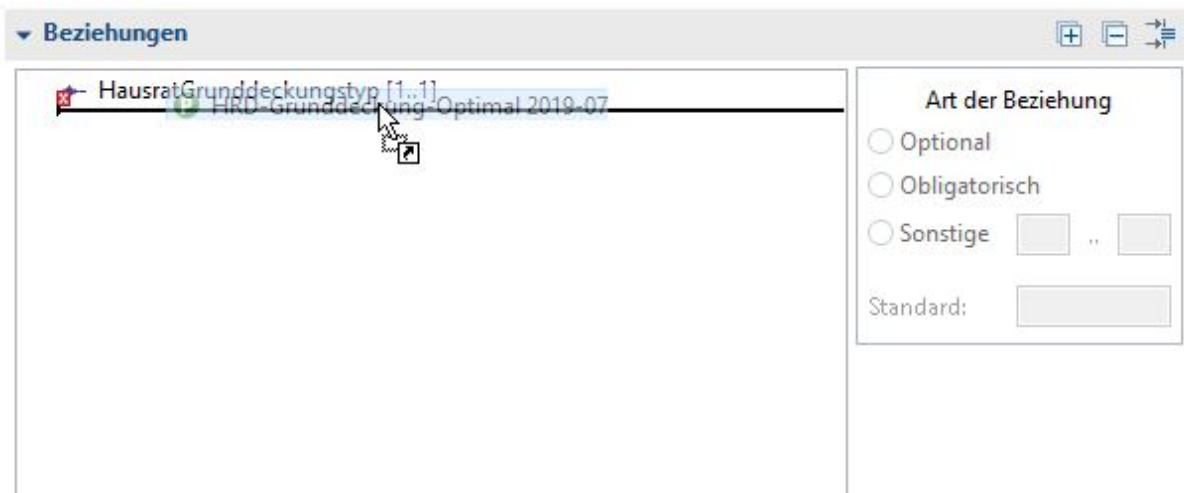 Beziehungen
HausratGrunddeckungstyp [1..1]
HRD-Grunddeckung-Optimal 2019-07
Art der Beziehung
Optional
Obligatorisch
Sonstige ..
Standard: